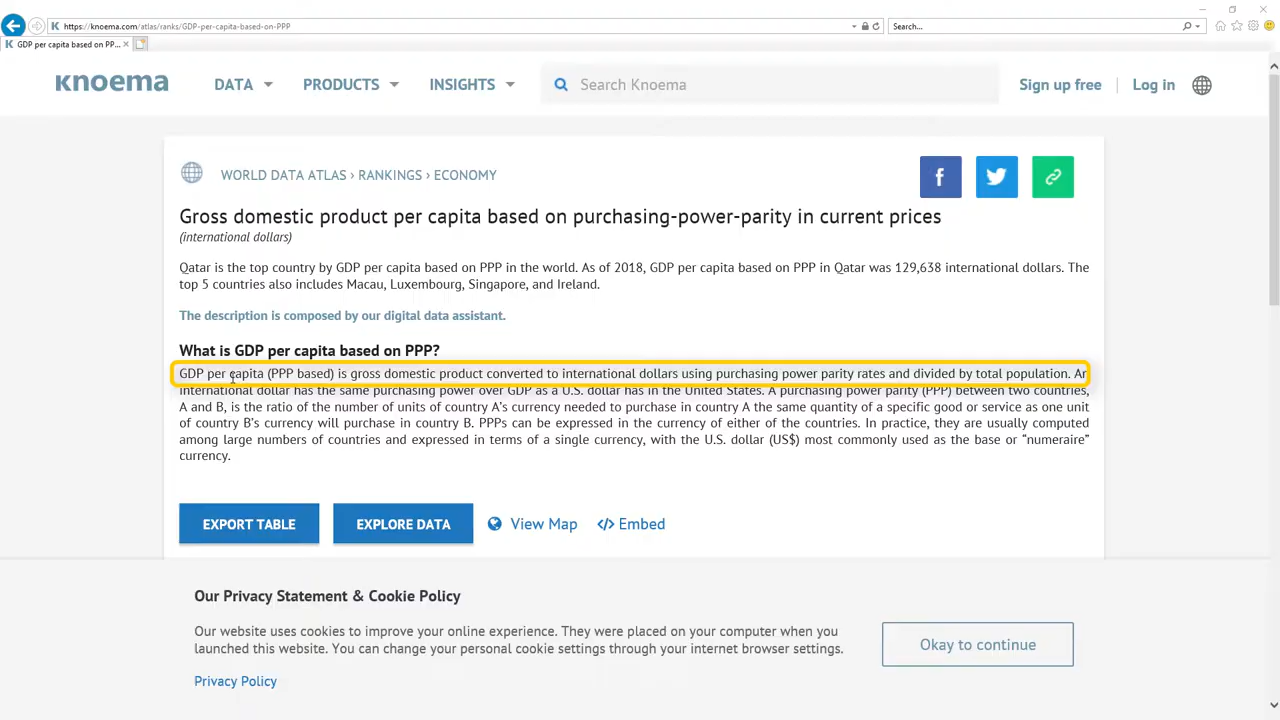 https://knoema.com/atlas/ranks/GDP-per-capita-based-on-PPP
Search...
GDP per capita based on PP...
knoema
DATA
PRODUCTS
INSIGHTS
Search Knoema
Sign up free
Log in
WORLD DATA ATLAS › RANKINGS › ECONOMY
Gross domestic product per capita based on purchasing-power-parity in current prices
(international dollars)
Qatar is the top country by GDP per capita based on PPP in the world. As of 2018, GDP per capita based on PPP in Qatar was 129,638 international dollars. The
top 5 countries also includes Macau, Luxembourg, Singapore, and Ireland.
The description is composed by our digital data assistant.
What is GDP per capita based on PPP?
GDP per capita (PPP based) is gross domestic product converted to international dollars using purchasing power parity rates and divided by total population. An
international dollar has the same purchasing power over GDP as a U.S. dollar has in the United States. A purchasing power parity (PPP) between two countries,
A and B, is the ratio of the number of units of country A’s currency needed to purchase in country A the same quantity of a specific good or service as one unit
of country B’s currency will purchase in country B. PPPs can be expressed in the currency of either of the countries. In practice, they are usually computed
among large numbers of countries and expressed in terms of a single currency, with the U.S. dollar (US$) most commonly used as the base or “numeraire”
currency.
EXPORT TABLE
EXPLORE DATA
View Map
</> Embed
Our Privacy Statement & Cookie Policy
Our website uses cookies to improve your online experience. They were placed on your computer when you
launched this website. You can change your personal cookie settings through your internet browser settings.
Okay to continue
Privacy Policy